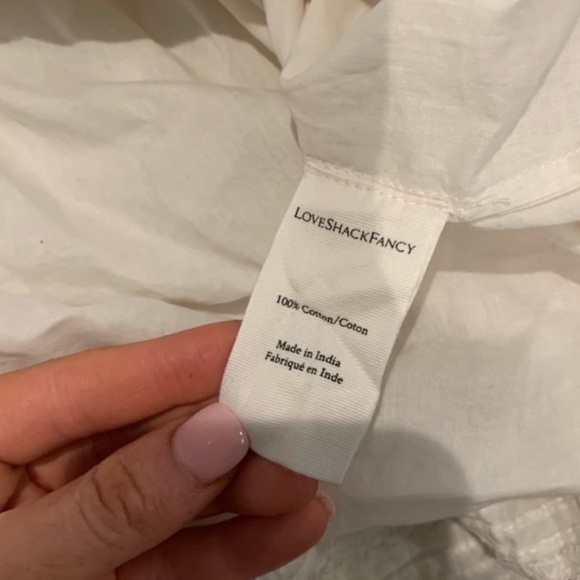 LOVESHACKFANCY
100% Cotton/Coton
Made in India
Fabriqué en Inde